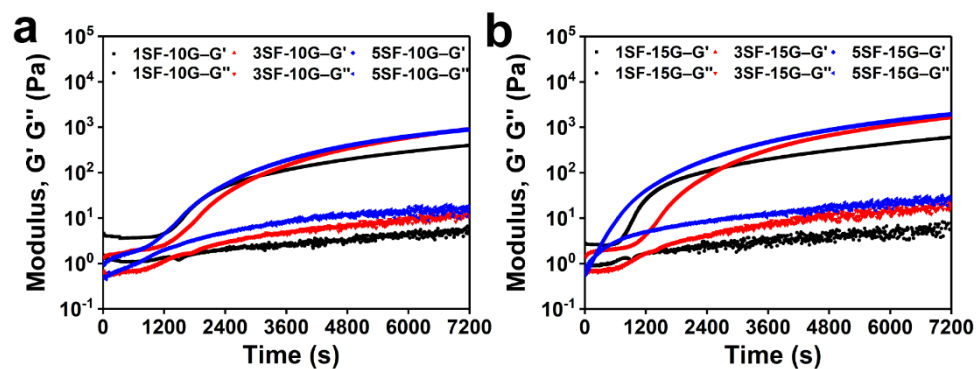 a
10⁵
10⁴
10³
10²
10¹
10⁰
10⁻¹
Modulus, G' G'' (Pa)
1SF-10G–G' 3SF-10G–G' 5SF-10G–G'
1SF-10G–G'' 3SF-10G–G'' 5SF-10G–G''
0 1200 2400 3600 4800 6000 7200
Time (s)
b
10⁵
10⁴
10³
10²
10¹
10⁰
10⁻¹
Modulus, G' G'' (Pa)
1SF-15G–G' 3SF-15G–G' 5SF-15G–G'
1SF-15G–G'' 3SF-15G–G'' 5SF-15G–G''
0 1200 2400 3600 4800 6000 7200
Time (s)